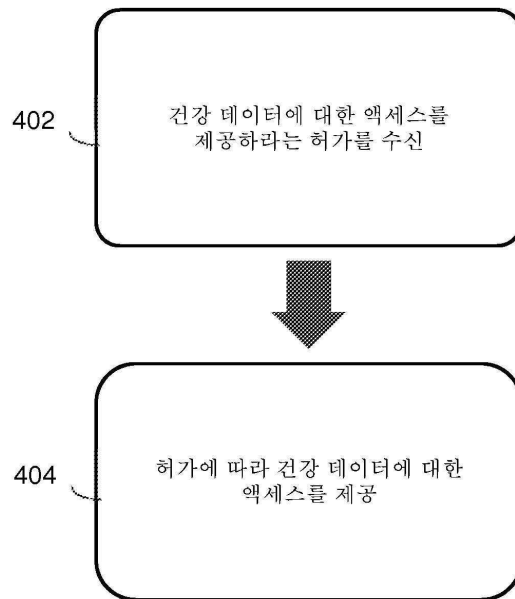 402
건강 데이터에 대한 액세스를
제공하라는 허가를 수신
404
허가에 따라 건강 데이터에 대한
액세스를 제공